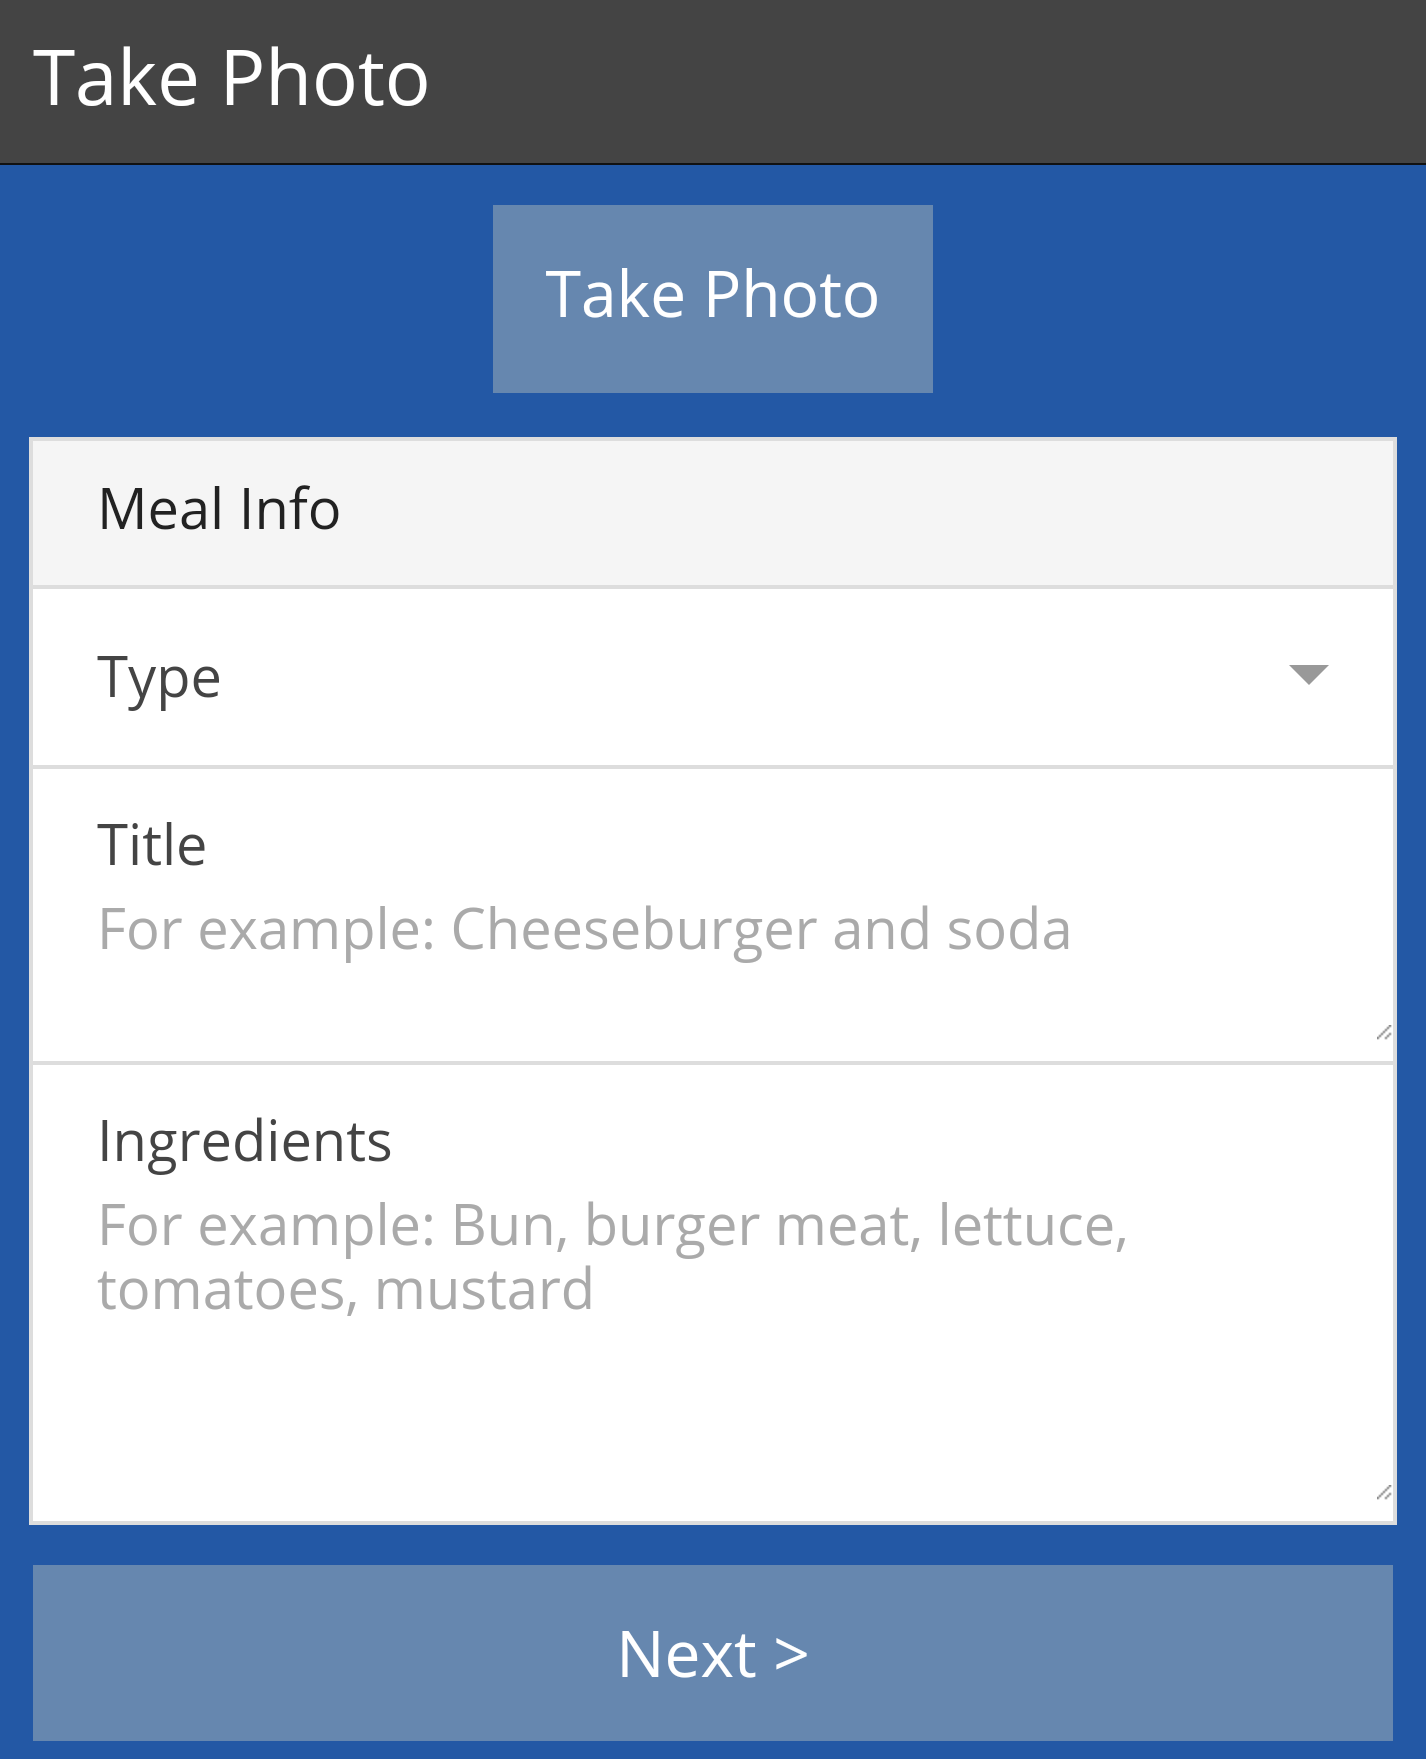 Take Photo
Take Photo
Meal Info
Type
Title
For example: Cheeseburger and soda
Ingredients
For example: Bun, burger meat, lettuce,
tomatoes, mustard
Next >